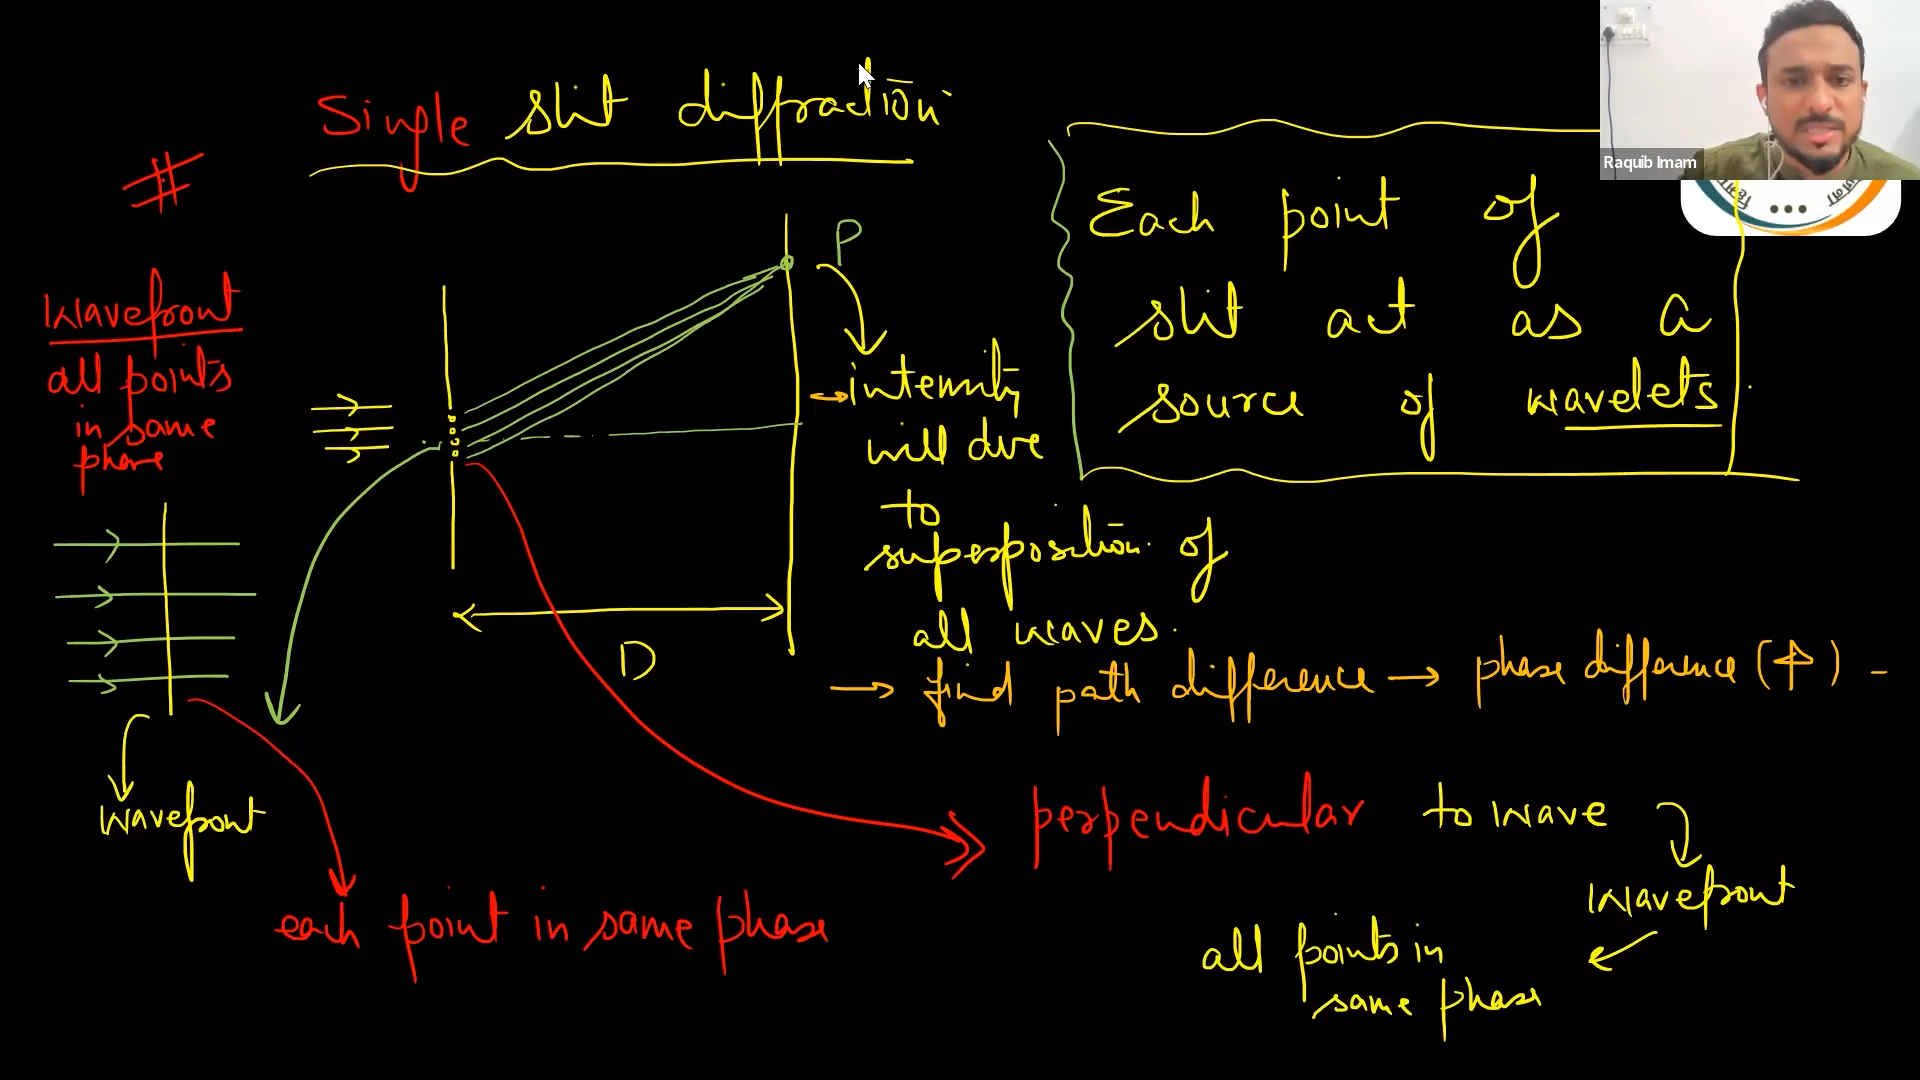 Single slit diffraction
#
Wavefront
all points
in same
phase
P
intensity
will due
to
superposition of
all waves.
D
Each point of
slit act as a
source of wavelets
Raquib Imam
→ find path difference → phase difference (ϕ) -
wavefront
perpendicular to wave
wavefront
all points in
same phase
each point in same phase